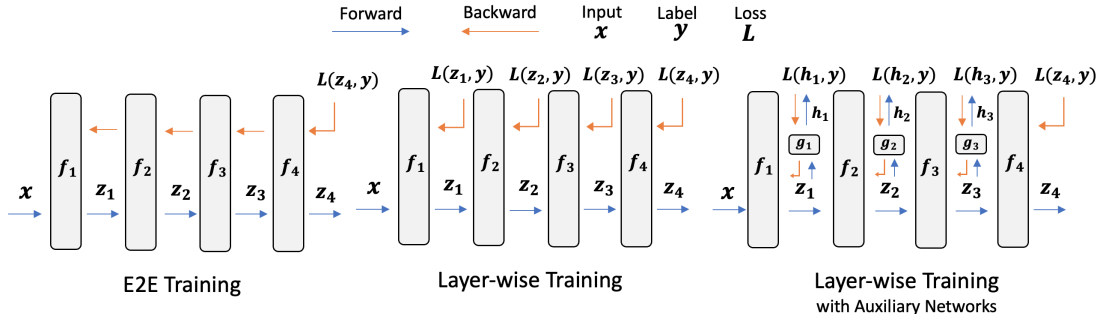 Forward Backward Input Label Loss
x y L
L(z₄, y)
f₁ f₂ f₃ f₄
x z₁ z₂ z₃ z₄
E2E Training
L(z₁, y) L(z₂, y) L(z₃, y) L(z₄, y)
f₁ f₂ f₃ f₄
x z₁ z₂ z₃ z₄
Layer-wise Training
L(h₁, y) L(h₂, y) L(h₃, y) L(z₄, y)
h₁ h₂ h₃
g₁ g₂ g₃
f₁ f₂ f₃ f₄
x z₁ z₂ z₃ z₄
Layer-wise Training
with Auxiliary Networks